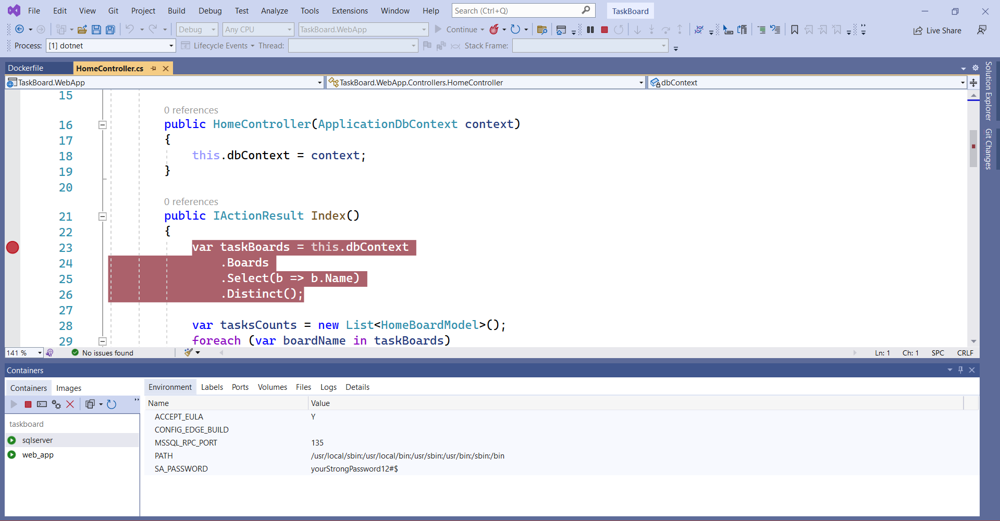 File Edit View Git Project Build Debug Test Analyze Tools Extensions Window Help Search (Ctrl+Q) TaskBoard
Debug Any CPU TaskBoard.WebApp Continue Live Share
Process: [1] dotnet Lifecycle Events Thread: Stack Frame:
Dockerfile HomeController.cs
TaskBoard.WebApp TaskBoard.WebApp.Controllers.HomeController dbContext
Solution Explorer
Git Changes
15
0 references
16 public HomeController(ApplicationDbContext context)
17 {
18 this.dbContext = context;
19 }
20
0 references
21 public IActionResult Index()
22 {
23 var taskBoards = this.dbContext
24 .Boards
25 .Select(b => b.Name)
26 .Distinct();
27
28 var tasksCounts = new List<HomeBoardModel>();
29 foreach (var boardName in taskBoards)
141 % No issues found Ln: 1 Ch: 1 SPC CRLF
Containers
Containers Images Environment Labels Ports Volumes Files Logs Details
Name Value
ACCEPT_EULA Y
CONFIG_EDGE_BUILD
MSSQL_RPC_PORT 135
PATH /usr/local/sbin:/usr/local/bin:/usr/sbin:/usr/bin:/sbin:/bin
SA_PASSWORD yourStrongPassword12#$
taskboard
sqlserver
web_app